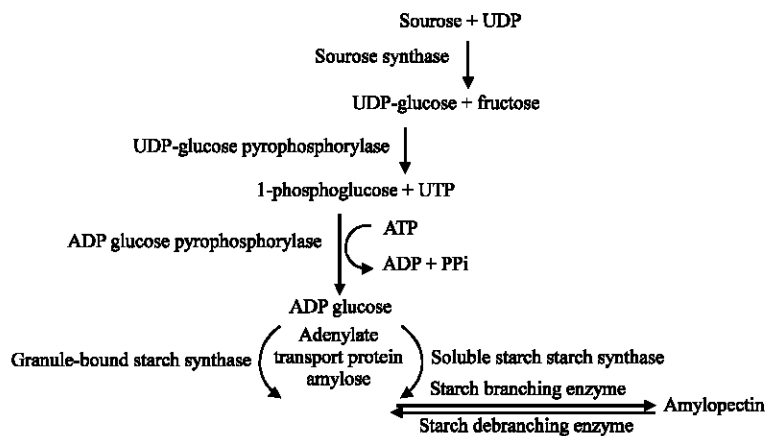 Sourose + UDP
Sourose synthase
UDP-glucose + fructose
UDP-glucose pyrophosphorylase
1-phosphoglucose + UTP
ADP glucose pyrophosphorylase
ATP
ADP + PPi
ADP glucose
Granule-bound starch synthase
Adenylate
transport protein
amylose
Soluble starch starch synthase
Starch branching enzyme
Amylopectin
Starch debranching enzyme